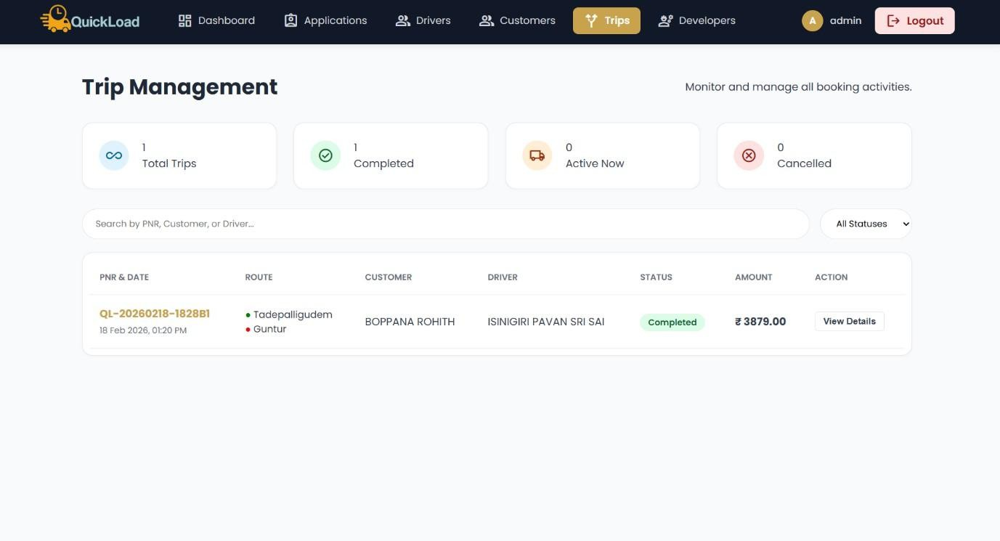 QuickLoad Dashboard Applications Drivers Customers Trips Developers A admin Logout
Trip Management Monitor and manage all booking activities.
1 1 0 0
Total Trips Completed Active Now Cancelled
Search by PNR, Customer, or Driver... All Statuses
PNR & DATE ROUTE CUSTOMER DRIVER STATUS AMOUNT ACTION
QL-20260218-1828B1 Tadepalligudem
BOPPANA ROHITH ISINIGIRI PAVAN SRI SAI Completed ₹ 3879.00 View Details
18 Feb 2026, 01:20 PM Guntur